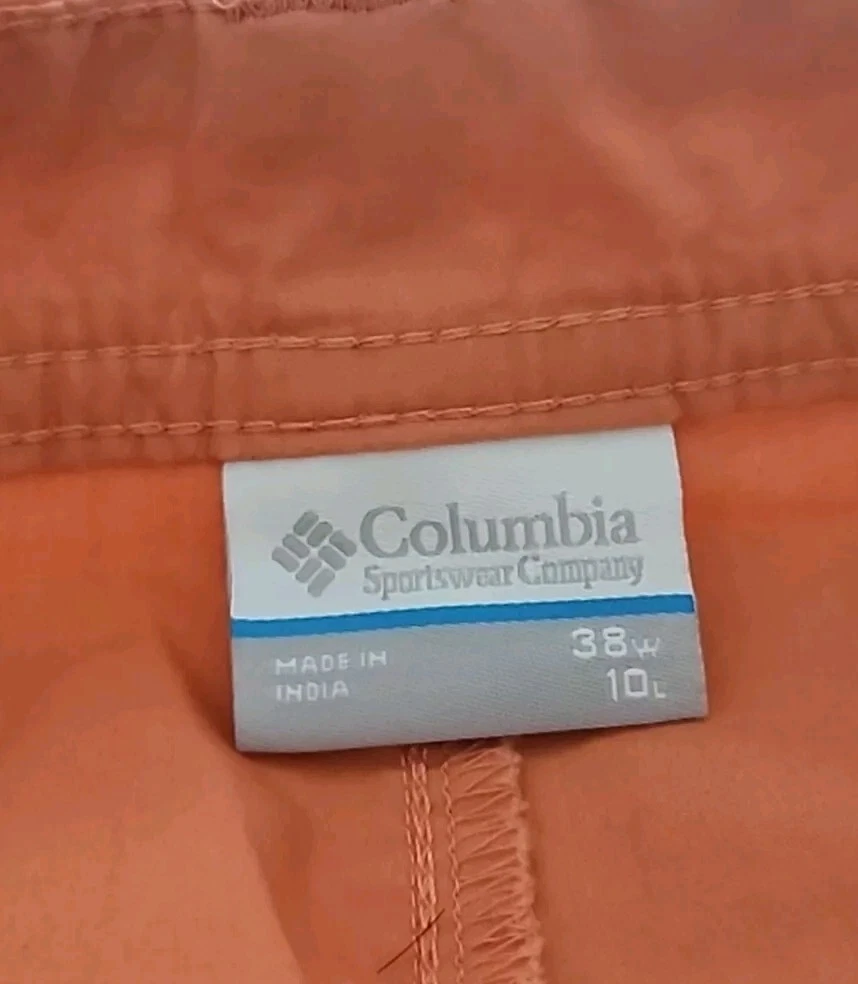 Columbia
Sportswear Company
MADE IN
INDIA
38W
10L